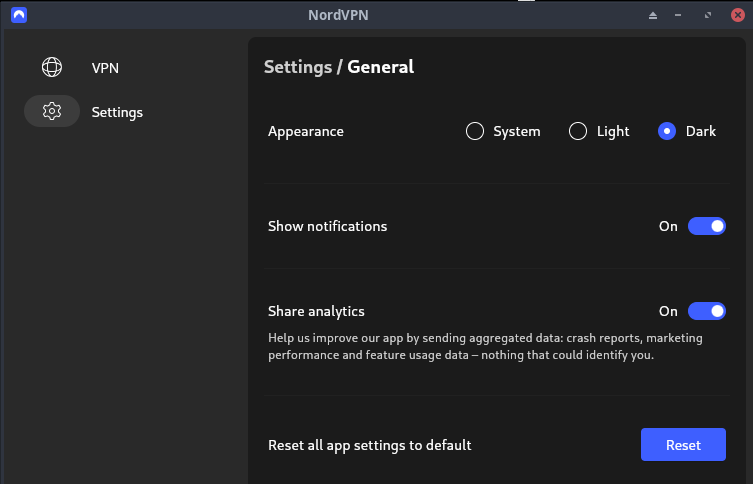 NordVPN
VPN
Settings
Settings / General
Appearance
System
Light
Dark
Show notifications
On
Share analytics
On
Help us improve our app by sending aggregated data: crash reports, marketing
performance and feature usage data – nothing that could identify you.
Reset all app settings to default
Reset